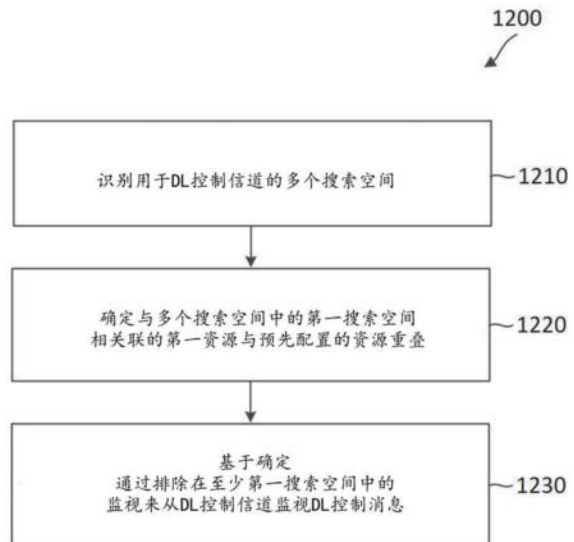 1200
识别用于DL控制信道的多个搜索空间
1210
确定与多个搜索空间中的第一搜索空间
相关联的第一资源与预先配置的资源重叠
1220
基于确定
通过排除在至少第一搜索空间中的
监视来从DL控制信道监视DL控制消息
1230